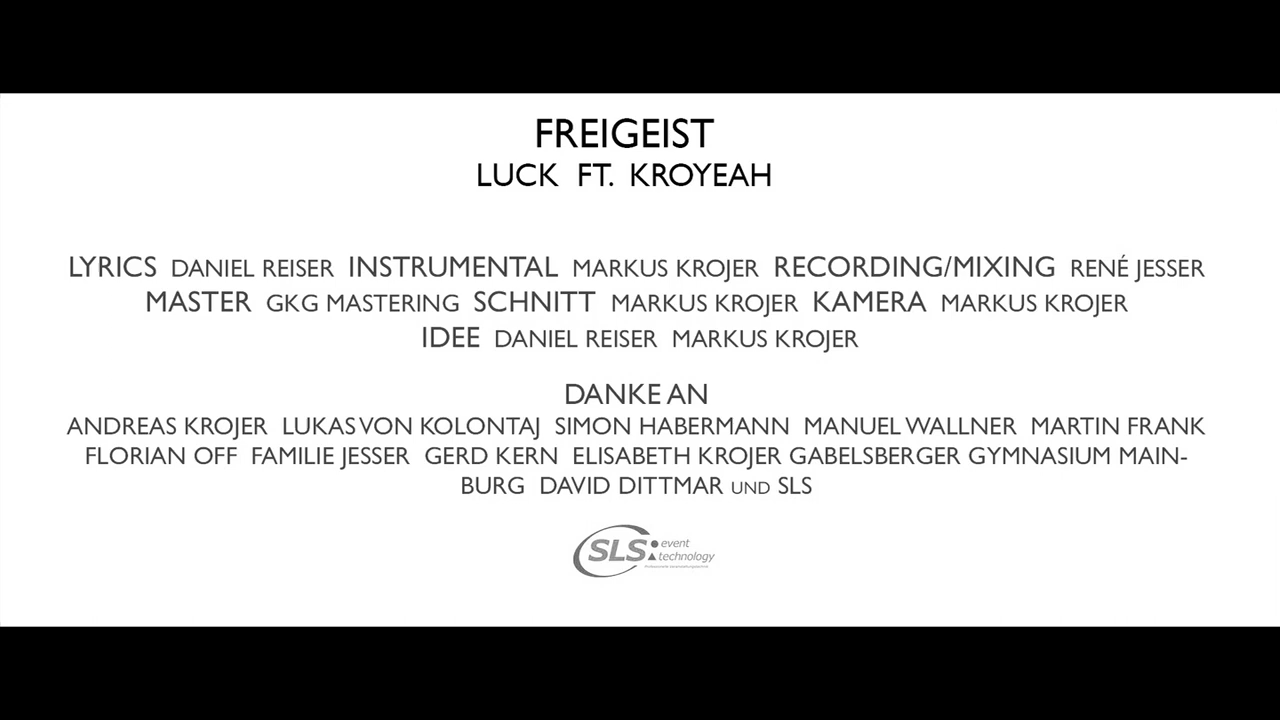 FREIGEIST
LUCK FT. KROYEAH
LYRICS DANIEL REISER INSTRUMENTAL MARKUS KROJER RECORDING/MIXING RENÉ JESSER
MASTER GKG MASTERING SCHNITT MARKUS KROJER KAMERA MARKUS KROJER
IDEE DANIEL REISER MARKUS KROJER
DANKE AN
ANDREAS KROJER LUKAS VON KOLONTAJ SIMON HABERMANN MANUEL WALLNER MARTIN FRANK
FLORIAN OFF FAMILIE JESSER GERD KERN ELISABETH KROJER GABELSBERGER GYMNASIUM MAIN-
BURG DAVID DITTMAR UND SLS
SLS event
technology